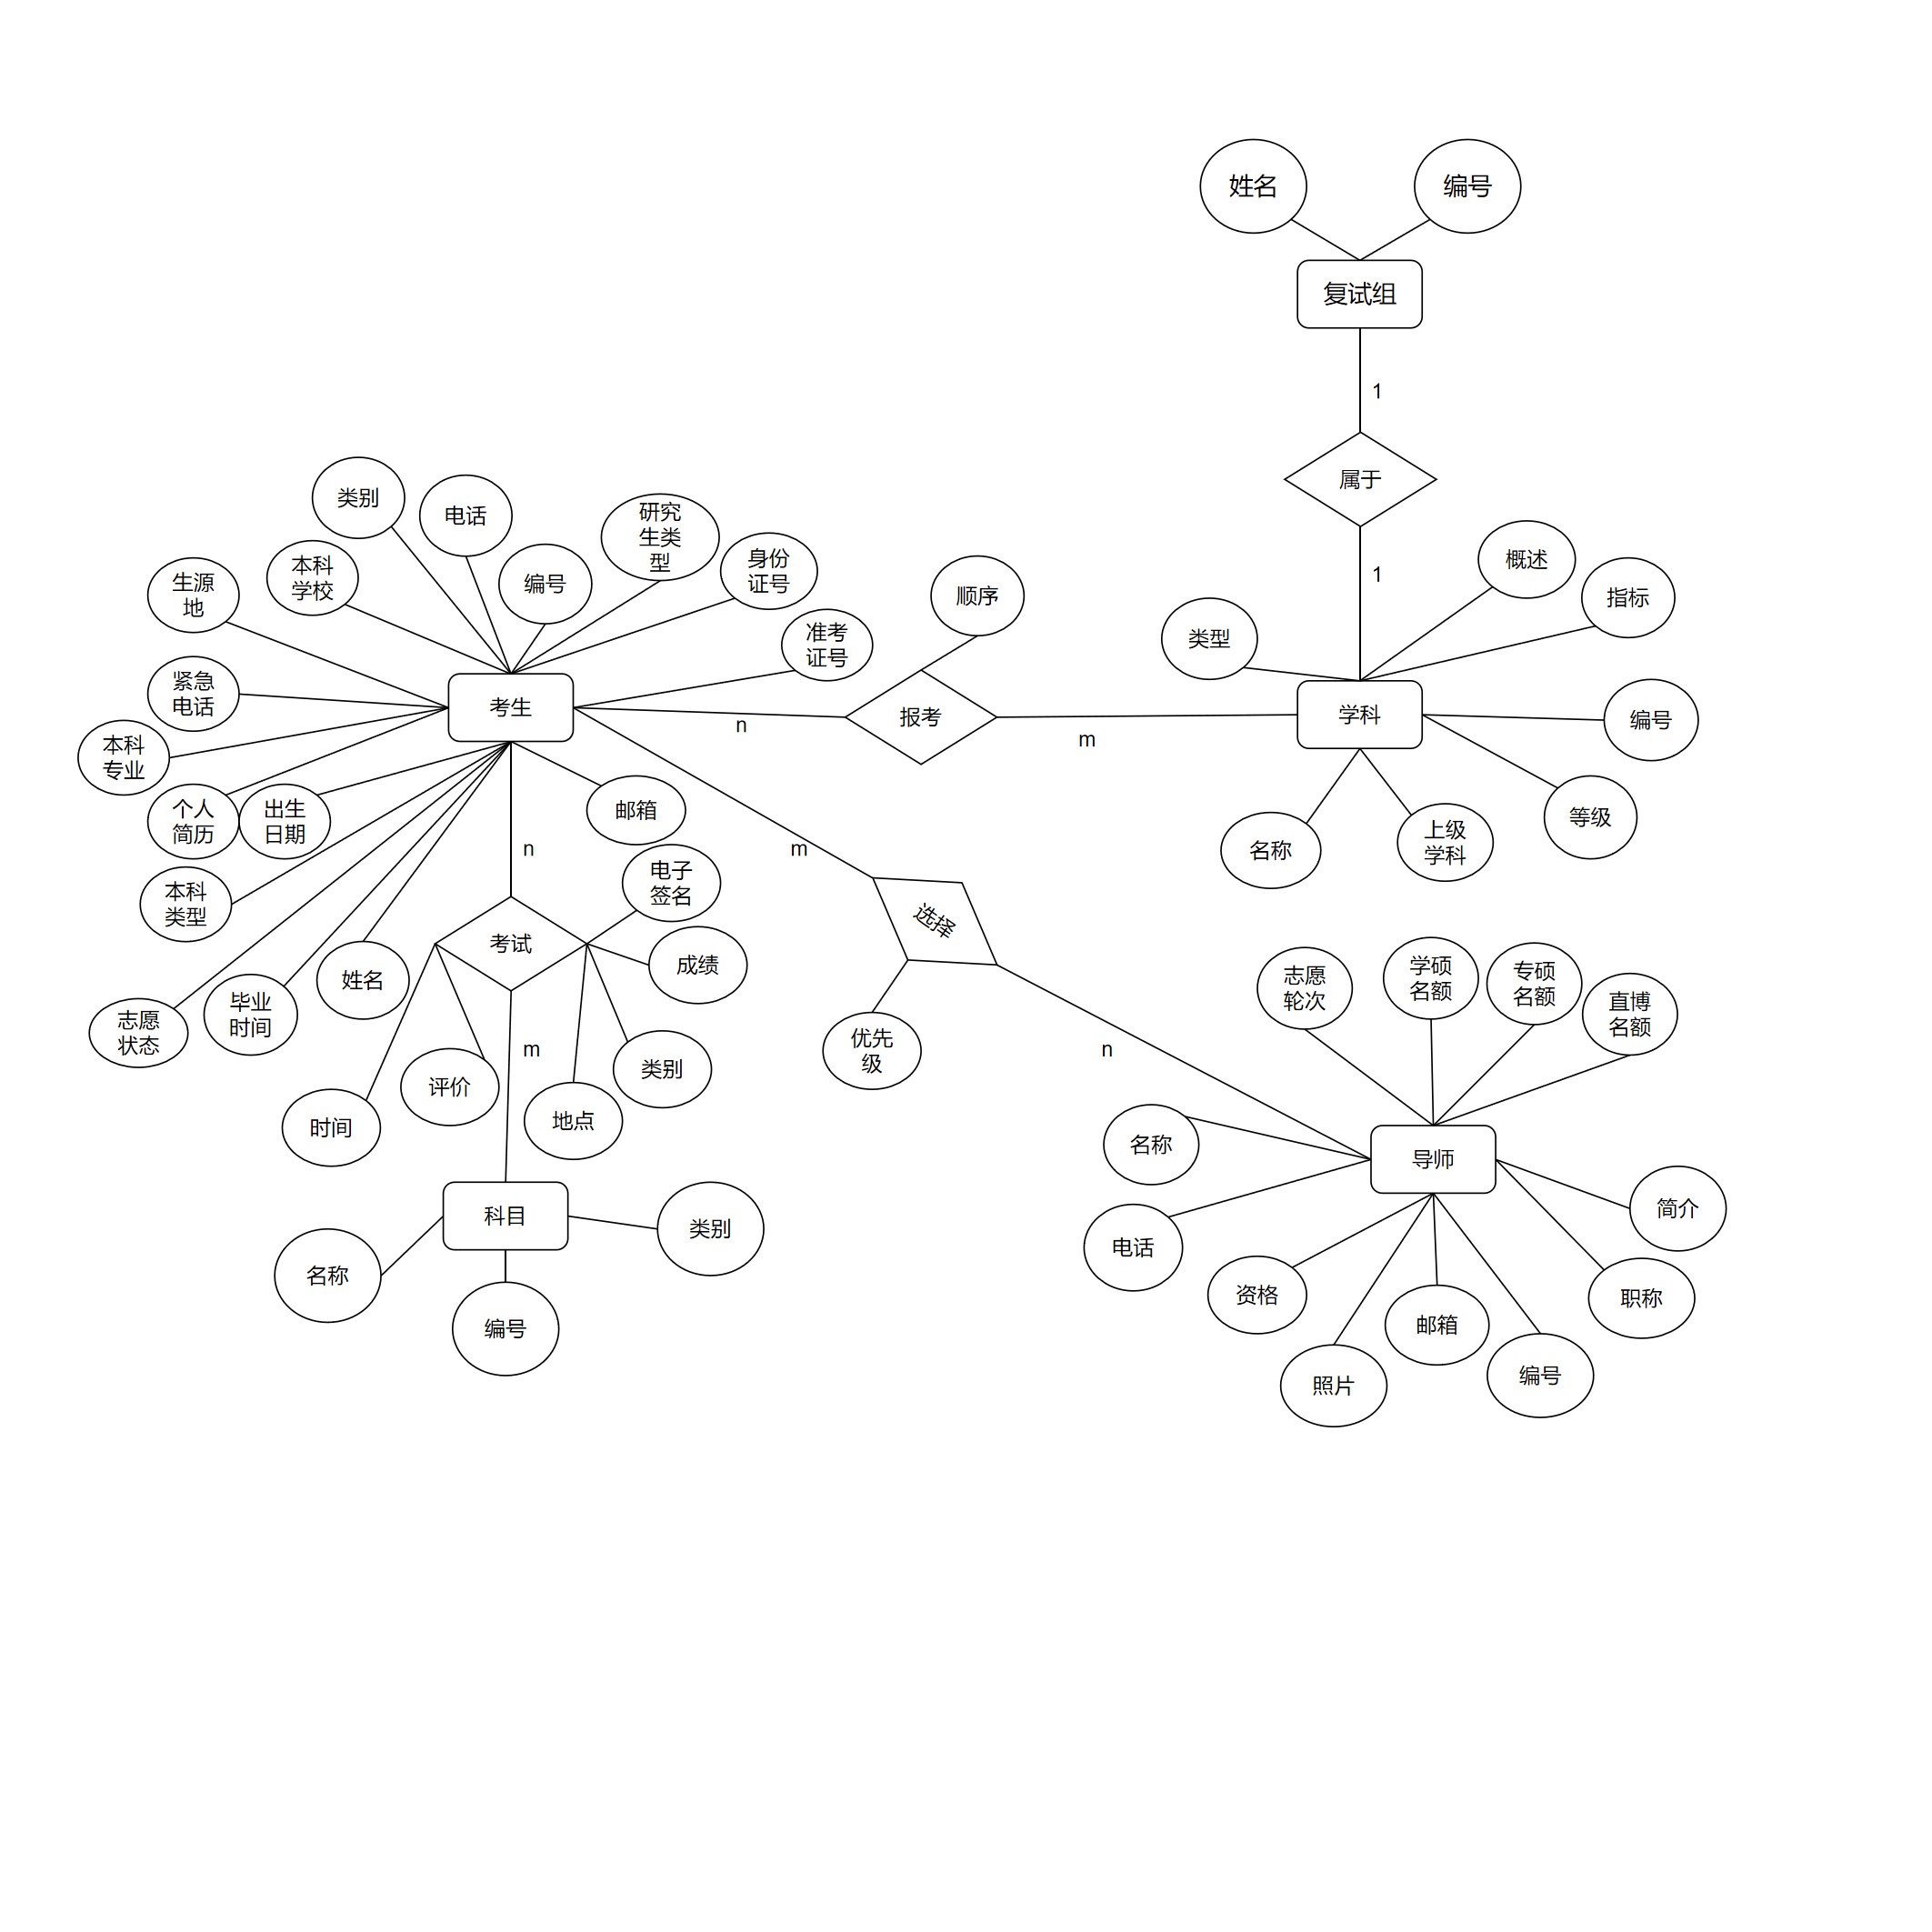 姓名
编号
复试组
1
属于
1
类别
电话
研究
生类
型
身份
证号
编号
本科
学校
生源
地
准考
证号
顺序
类型
概述
指标
紧急
电话
考生
n
报考
m
学科
编号
本科
专业
个人
简历
出生
日期
邮箱
等级
名称
上级
学科
n
m
电子
签名
本科
类型
选择
考试
成绩
姓名
毕业
时间
志愿
状态
m
优先
级
n
志愿
轮次
学硕
名额
专硕
名额
直博
名额
类别
评价
地点
时间
名称
导师
科目
类别
简介
电话
名称
编号
资格
邮箱
职称
照片
编号